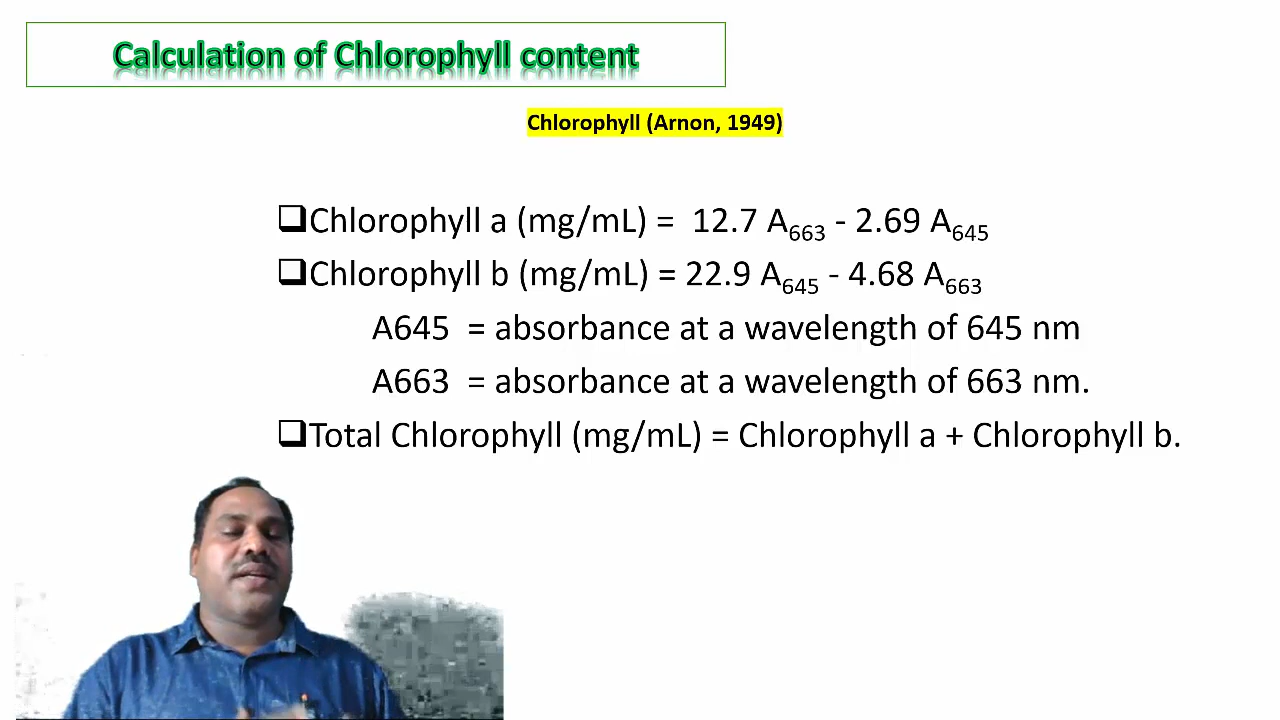 Calculation of Chlorophyll content
Chlorophyll (Arnon, 1949)
❑Chlorophyll a (mg/mL) = 12.7 A₆₆₃ - 2.69 A₆₄₅
❑Chlorophyll b (mg/mL) = 22.9 A₆₄₅ - 4.68 A₆₆₃
A645 = absorbance at a wavelength of 645 nm
A663 = absorbance at a wavelength of 663 nm.
❑Total Chlorophyll (mg/mL) = Chlorophyll a + Chlorophyll b.